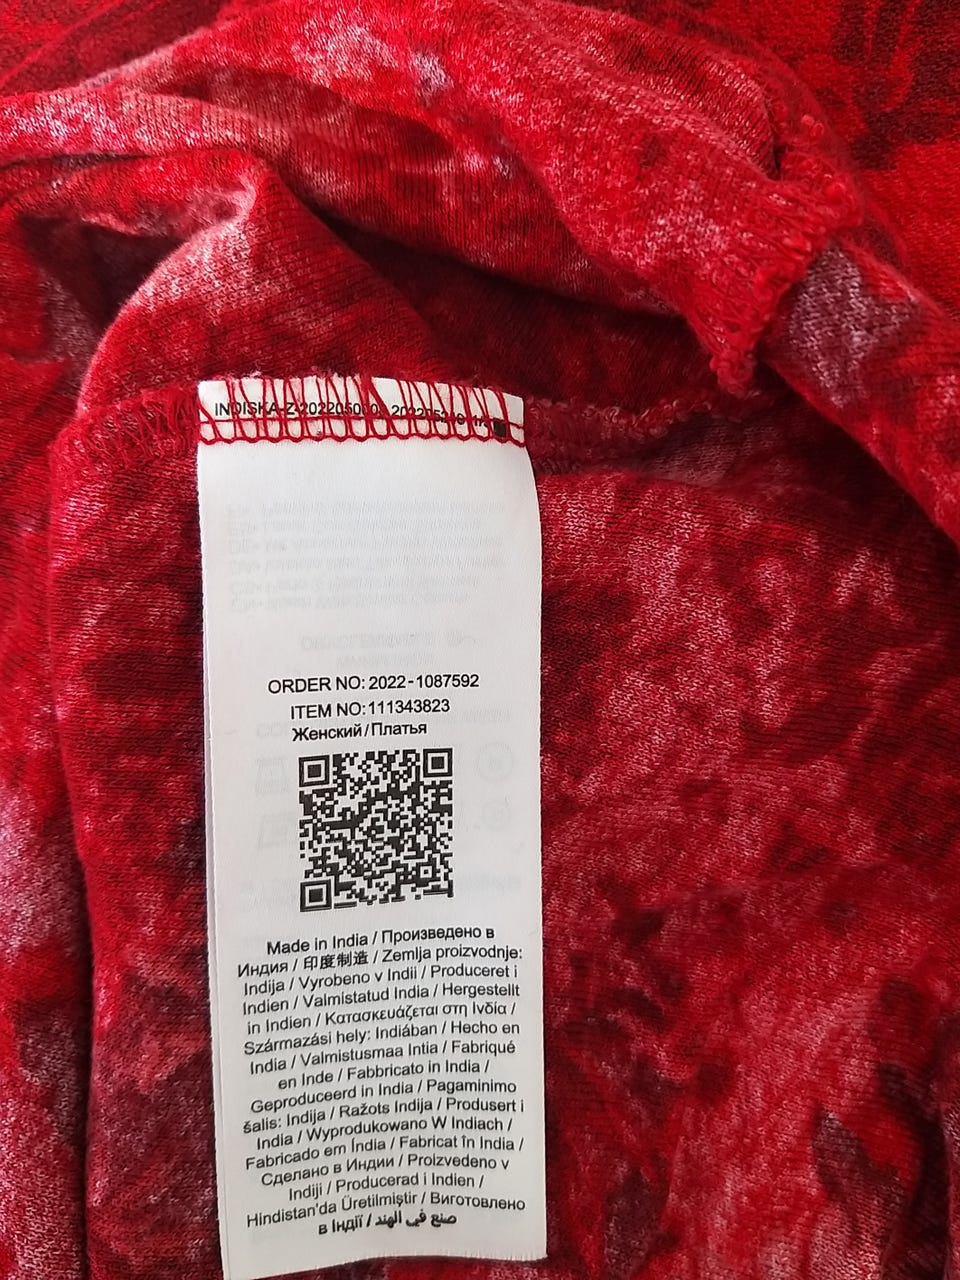 ORDER NO: 2022-1087592
ITEM NO: 111343823
Женский/Платья
Made in India / Произведено в
Индия / 印度制造 / Zemlja proizvodnje:
Indija / Vyrobeno v Indii / Produceret i
Indien / Valmistatud India / Hergestellt
in Indien / Κατασκευάζεται στη Ινδία /
Származási hely: Indiában / Hecho en
India / Valmistusmaa Intia / Fabriqué
en Inde / Fabbricato in India /
Geproduceerd in India / Pagaminimo
šalis: Indija / Ražots Indija / Produsert i
India / Wyprodukowano W Indiach /
Fabricado em Índia / Fabricat în India /
Сделано в Индии / Proizvedeno v
Indiji / Producerad i Indien /
Hindistan'da Üretilmiştir / Виготовлено
в Індії / صنع في الهند